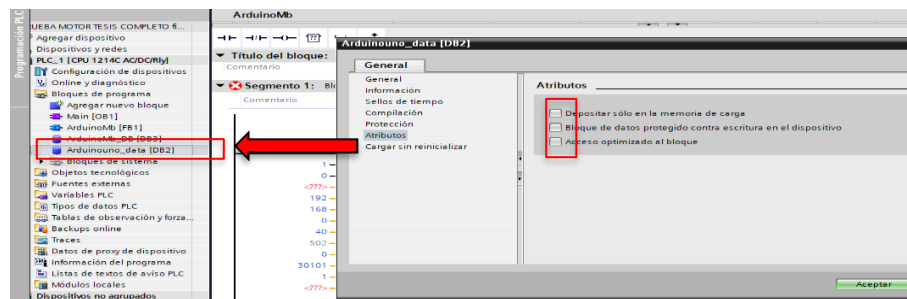 ArduinoMb
Programación PLC
UEBA MOTOR TESIS COMPLETO fi...
Agregar dispositivo
Dispositivos y redes
PLC_1 [CPU 1214C AC/DC/Rly]
Configuración de dispositivos
Online y diagnóstico
Bloques de programa
Agregar nuevo bloque
Main [OB1]
ArduinoMb [FB1]
ArduinoMb_DB [DB3]
Arduinouno_data [DB2]
Bloques de sistema
Objetos tecnológicos
Fuentes externas
Variables PLC
Tipos de datos PLC
Tablas de observación y forza...
Backups online
Traces
Datos de proxy de dispositivo
Información del programa
Listas de textos de aviso PLC
Módulos locales
Dispositivos no agrupados
Título del bloque:
Comentario
Segmento 1: Bl
Comentario
1
0
<???>
192
168
0
40
502
0
30101
1
<???>
Arduinouno_data [DB2]
General
General
Información
Sellos de tiempo
Compilación
Protección
Atributos
Cargar sin reinicializar
Atributos
Depositar sólo en la memoria de carga
Bloque de datos protegido contra escritura en el dispositivo
Acceso optimizado al bloque
Aceptar